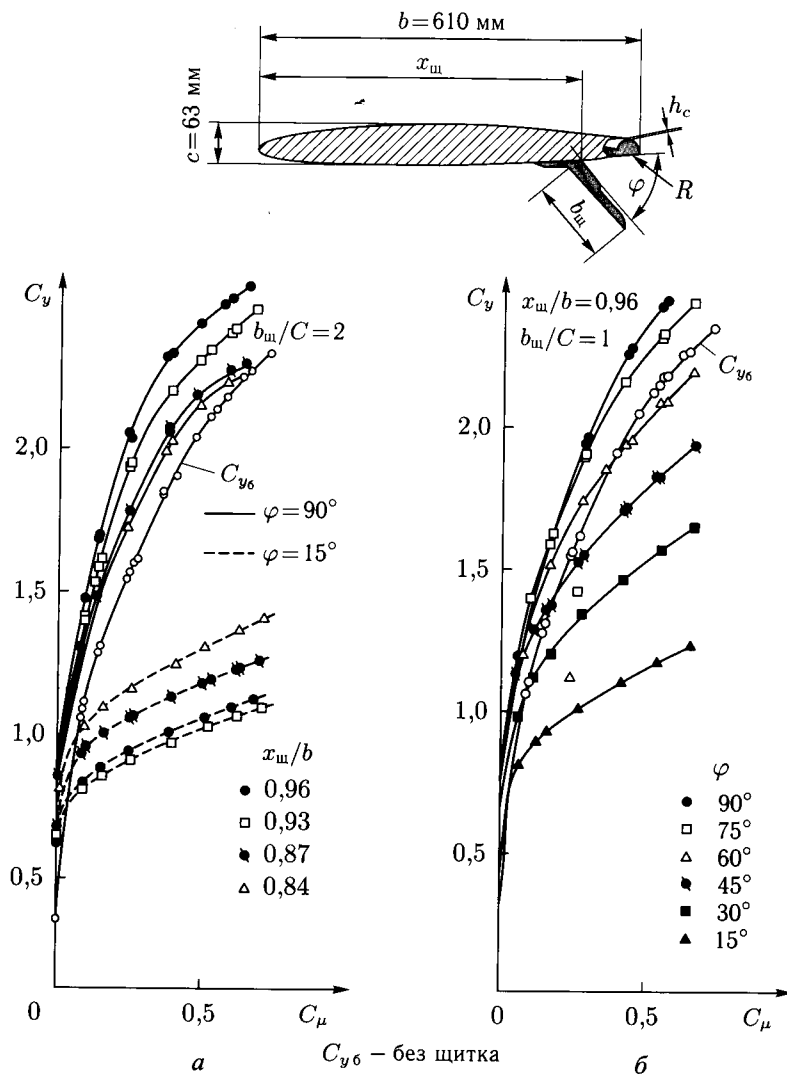 b = 610 мм
x_щ
c = 63 мм
h_c
φ
R
b_щ
C_y
b_щ/C = 2
2,0
C_yб
φ = 90°
φ = 15°
1,5
1,0
x_щ/b
0,96
0,93
0,87
0,84
0,5
0
0,5
C_μ
а
C_y
x_щ/b = 0,96
b_щ/C = 1
C_yб
2,0
1,5
1,0
φ
90°
75°
60°
45°
30°
15°
0,5
0
0,5
C_μ
б
C_yб – без щитка